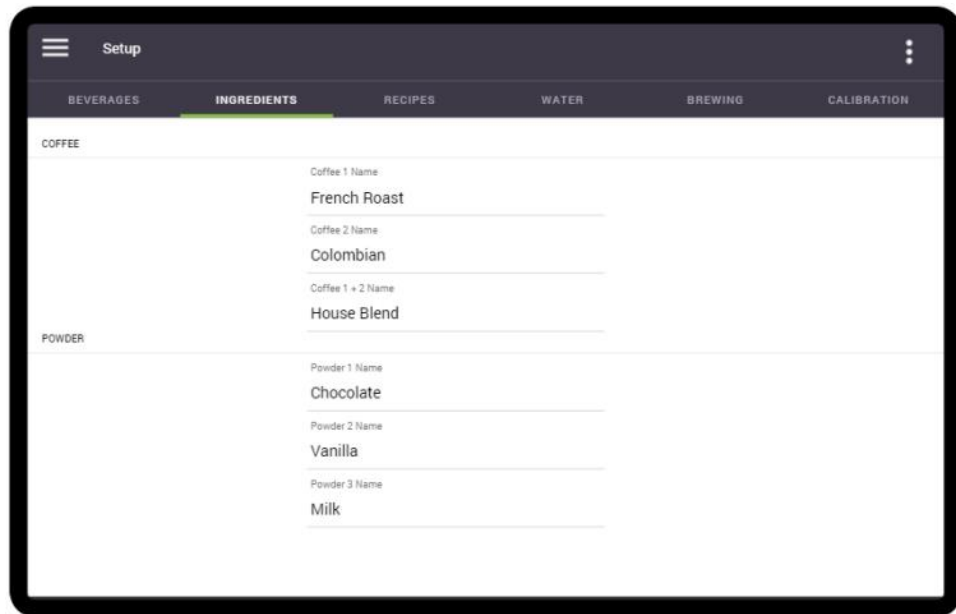 Setup
BEVERAGES INGREDIENTS RECIPES WATER BREWING CALIBRATION
COFFEE
Coffee 1 Name
French Roast
Coffee 2 Name
Colombian
Coffee 1 + 2 Name
House Blend
POWDER
Powder 1 Name
Chocolate
Powder 2 Name
Vanilla
Powder 3 Name
Milk